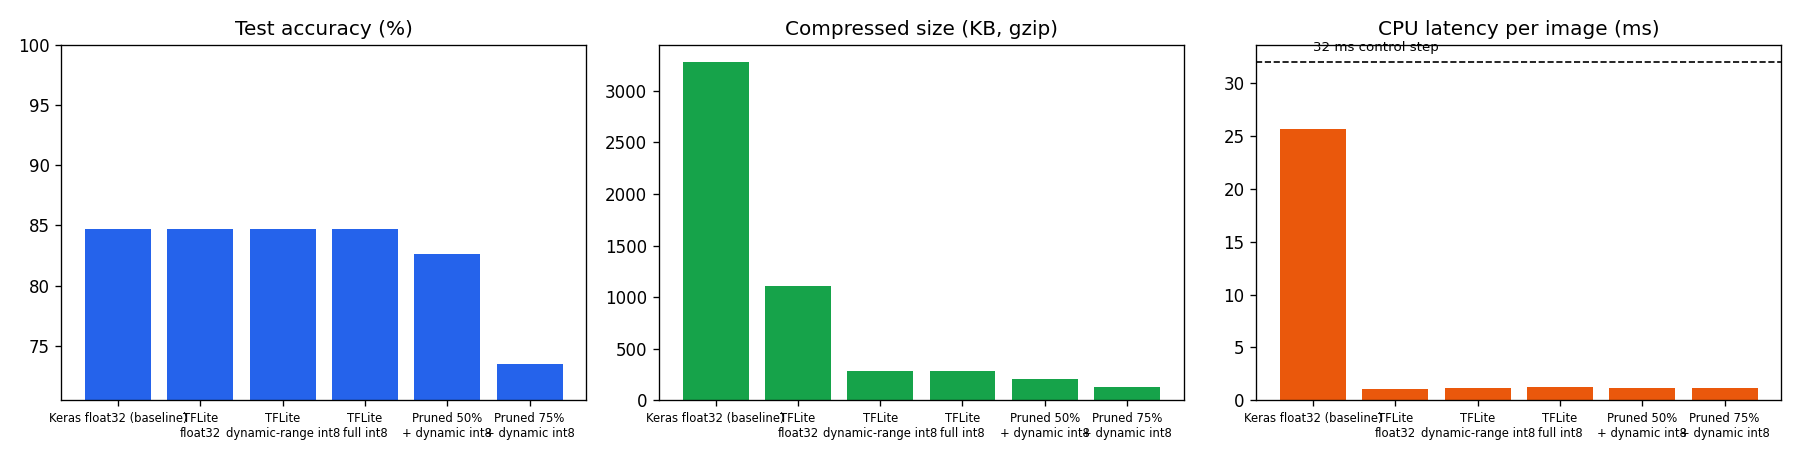 Test accuracy (%)
100
95
90
85
80
75
Keras float32 (baseline)
TFLite
float32
TFLite
dynamic-range int8
TFLite
full int8
Pruned 50%
+ dynamic int8
Pruned 75%
+ dynamic int8
Compressed size (KB, gzip)
3000
2500
2000
1500
1000
500
0
Keras float32 (baseline)
TFLite
float32
TFLite
dynamic-range int8
TFLite
full int8
Pruned 50%
+ dynamic int8
Pruned 75%
+ dynamic int8
CPU latency per image (ms)
32 ms control step
30
25
20
15
10
5
0
Keras float32 (baseline)
TFLite
float32
TFLite
dynamic-range int8
TFLite
full int8
Pruned 50%
+ dynamic int8
Pruned 75%
+ dynamic int8